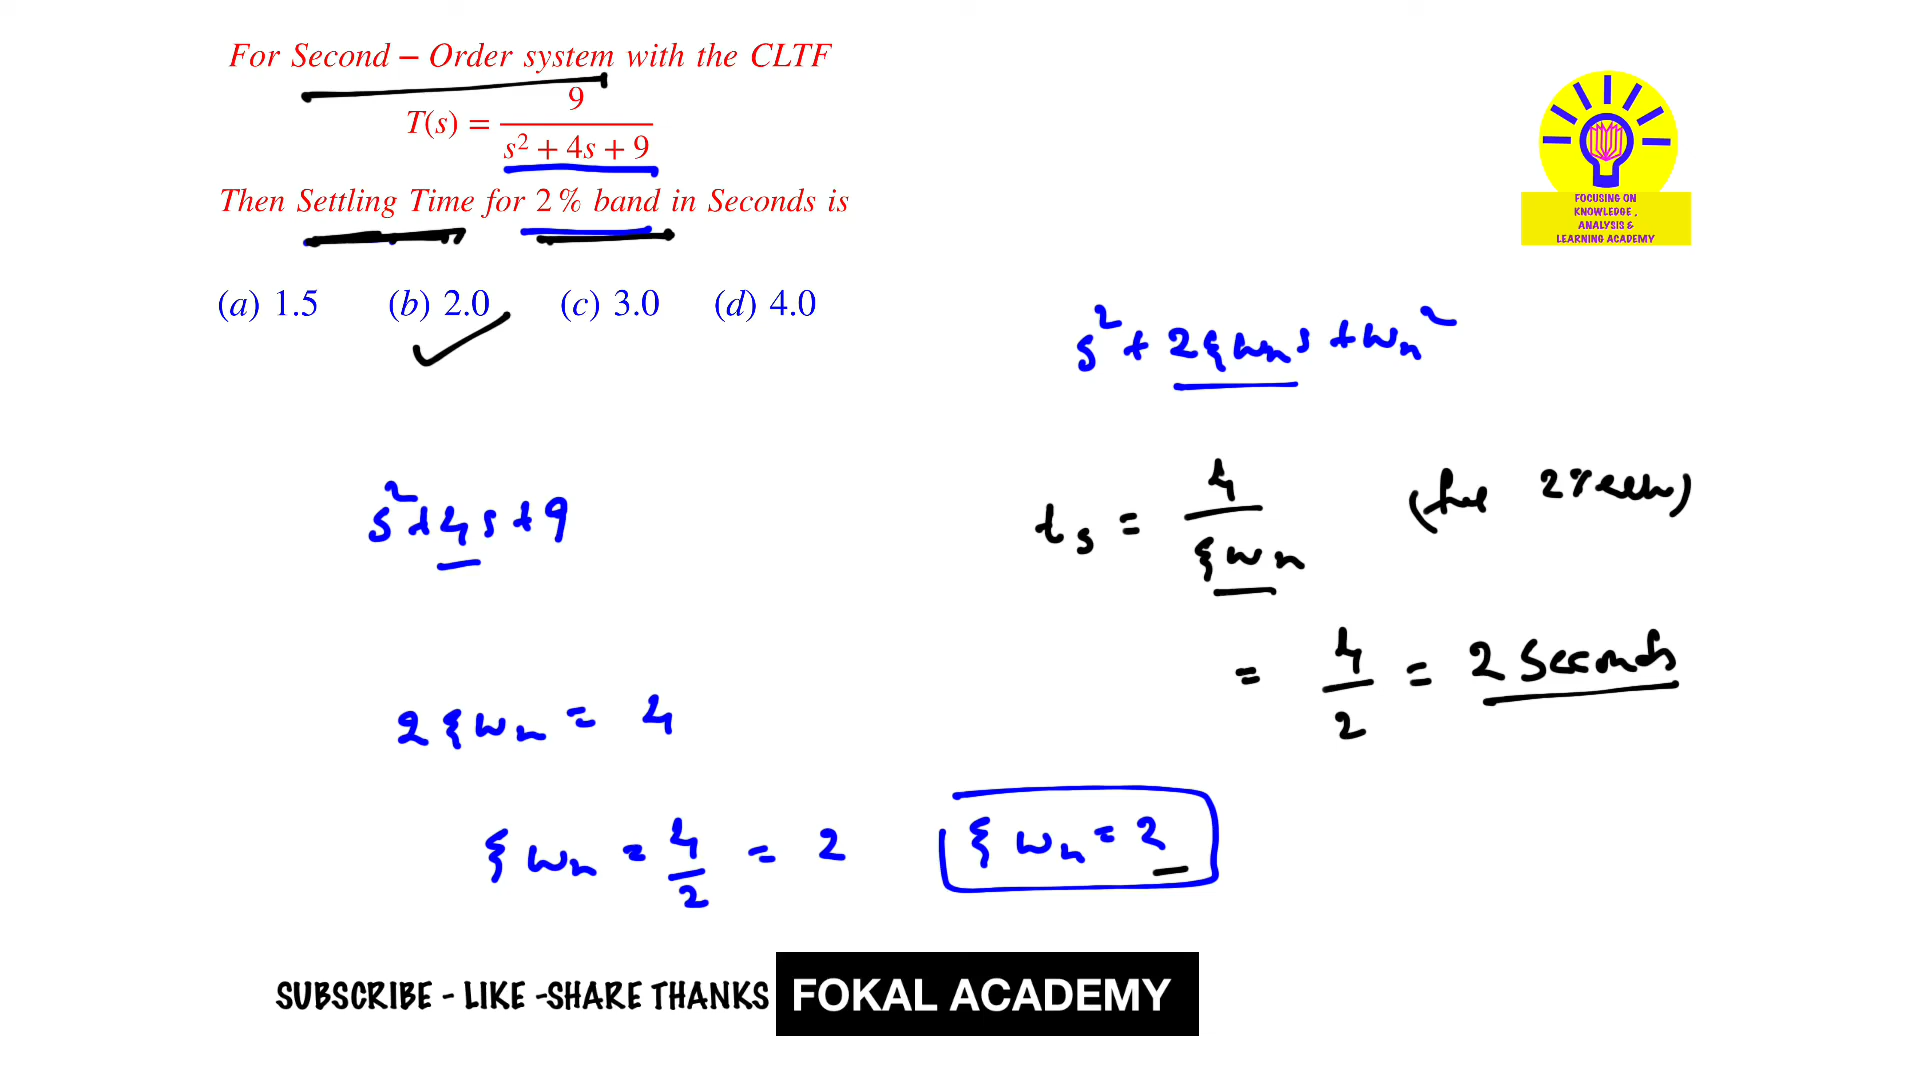 For Second – Order system with the CLTF
T(s) = 9 / (s² + 4s + 9)
Then Settling Time for 2 % band in Seconds is
(a) 1.5 (b) 2.0 (c) 3.0 (d) 4.0
FOCUSING ON
KNOWLEDGE ,
ANALYSIS &
LEARNING ACADEMY
s² + 2ξωn s + ωn²
s² + 4s + 9
ts = 4 / ξωn (for 2%
= 4/2 = 2 Seconds
2ξωn = 4
ξωn = 4/2 = 2
ξωn = 2
SUBSCRIBE - LIKE -SHARE THANKS
FOKAL ACADEMY